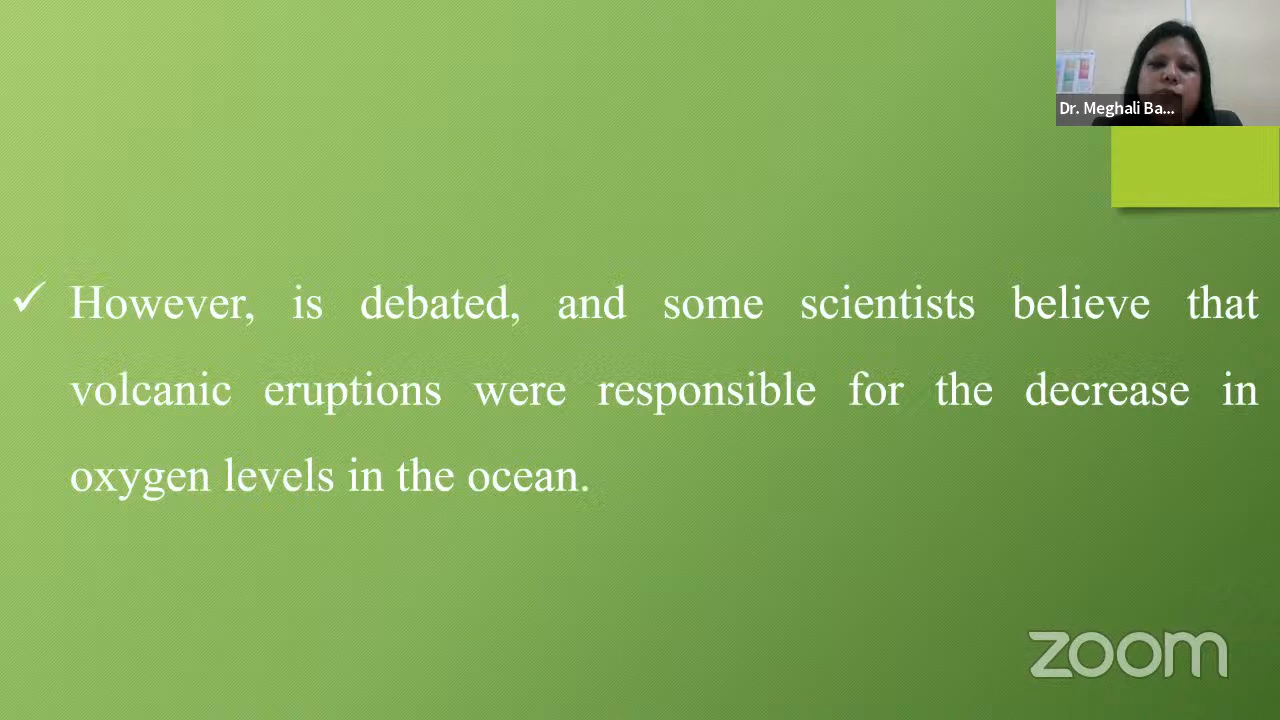 Dr. Meghali Ba...
✓ However, is debated, and some scientists believe that
volcanic eruptions were responsible for the decrease in
oxygen levels in the ocean.
zoom